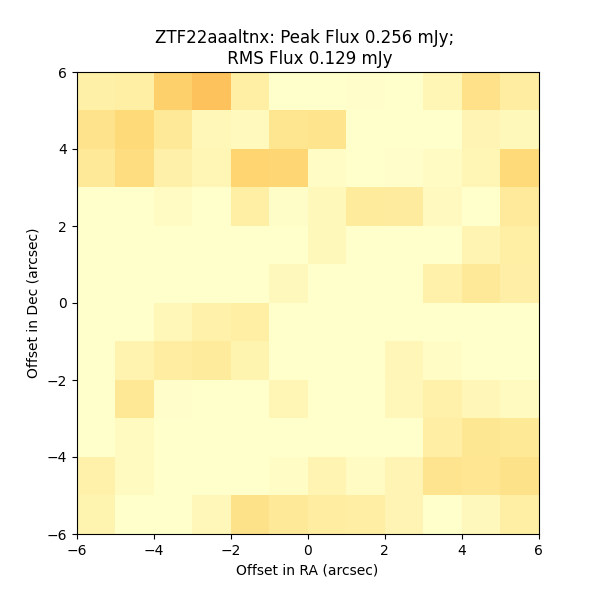 ZTF22aaaltnx: Peak Flux 0.256 mJy;
RMS Flux 0.129 mJy
6
4
2
0
−2
−4
−6
Offset in Dec (arcsec)
−6 −4 −2 0 2 4 6
Offset in RA (arcsec)